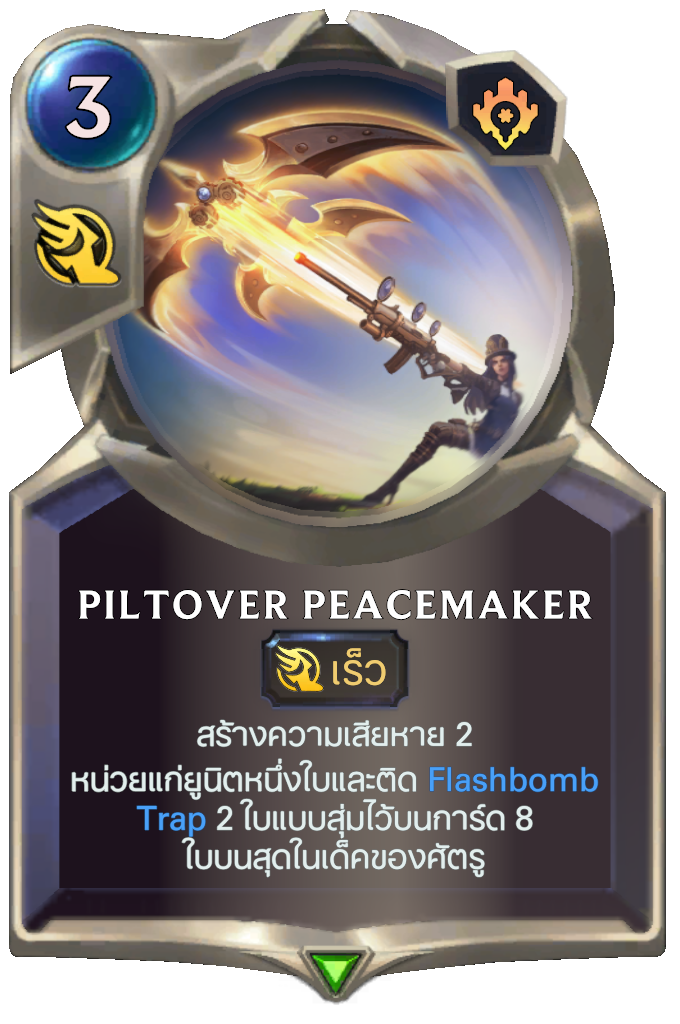 3
PILTOVER PEACEMAKER
เร็ว
สร้างความเสียหาย 2
หน่วยแก่ยูนิตหนึ่งใบและติด Flashbomb
Trap 2 ใบแบบสุ่มไว้บนการ์ด 8
ใบบนสุดในเด็คของศัตรู